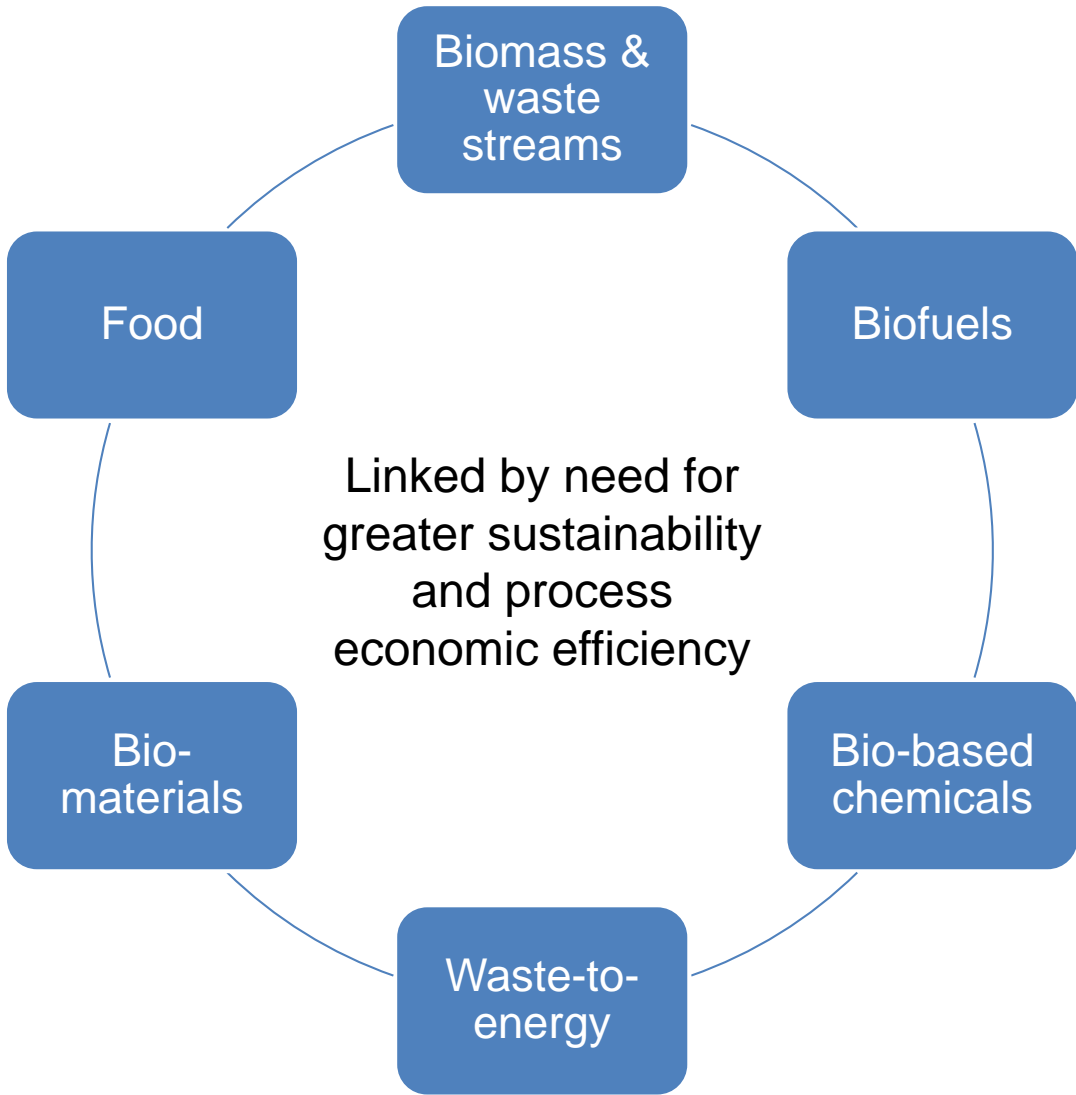 Biomass &
waste
streams
Food
Biofuels
Linked by need for
greater sustainability
and process
economic efficiency
Bio-
materials
Bio-based
chemicals
Waste-to-
energy